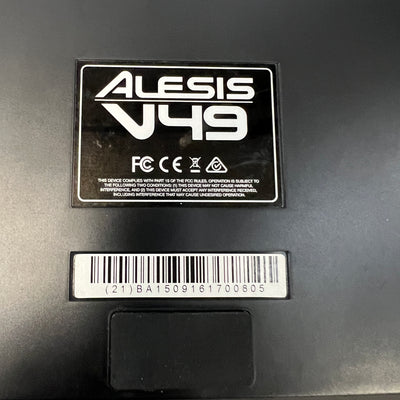 ALESIS
V49
FC CE
THIS DEVICE COMPLIES WITH PART 15 OF THE FCC RULES. OPERATION IS SUBJECT TO
THE FOLLOWING TWO CONDITIONS: (1) THIS DEVICE MAY NOT CAUSE HARMFUL
INTERFERENCE, AND (2) THIS DEVICE MUST ACCEPT ANY INTERFERENCE RECEIVED,
INCLUDING INTERFERENCE THAT MAY CAUSE UNDESIRED OPERATION.
(21)BA1509161700805